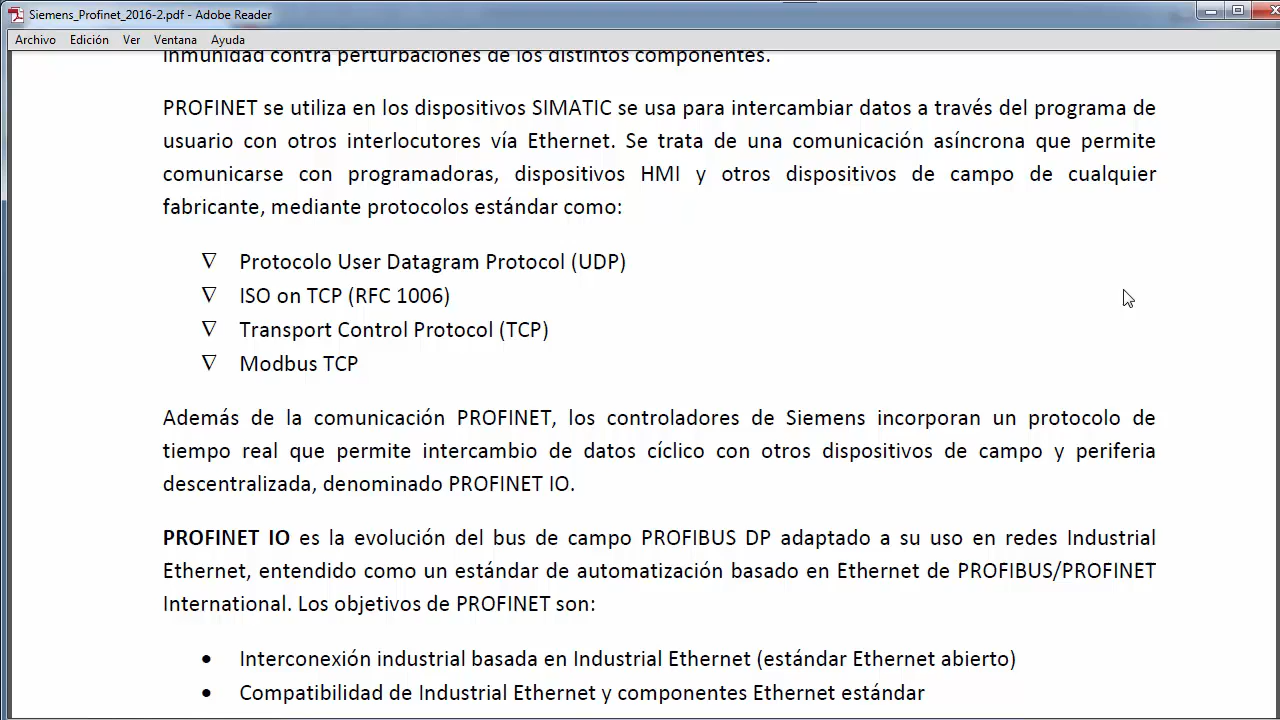 Siemens_Profinet_2016-2.pdf - Adobe Reader
Archivo Edición Ver Ventana Ayuda
inmunidad contra perturbaciones de los distintos componentes.
PROFINET se utiliza en los dispositivos SIMATIC se usa para intercambiar datos a través del programa de
usuario con otros interlocutores vía Ethernet. Se trata de una comunicación asíncrona que permite
comunicarse con programadoras, dispositivos HMI y otros dispositivos de campo de cualquier
fabricante, mediante protocolos estándar como:
∇ Protocolo User Datagram Protocol (UDP)
∇ ISO on TCP (RFC 1006)
∇ Transport Control Protocol (TCP)
∇ Modbus TCP
Además de la comunicación PROFINET, los controladores de Siemens incorporan un protocolo de
tiempo real que permite intercambio de datos cíclico con otros dispositivos de campo y periferia
descentralizada, denominado PROFINET IO.
PROFINET IO es la evolución del bus de campo PROFIBUS DP adaptado a su uso en redes Industrial
Ethernet, entendido como un estándar de automatización basado en Ethernet de PROFIBUS/PROFINET
International. Los objetivos de PROFINET son:
• Interconexión industrial basada en Industrial Ethernet (estándar Ethernet abierto)
• Compatibilidad de Industrial Ethernet y componentes Ethernet estándar